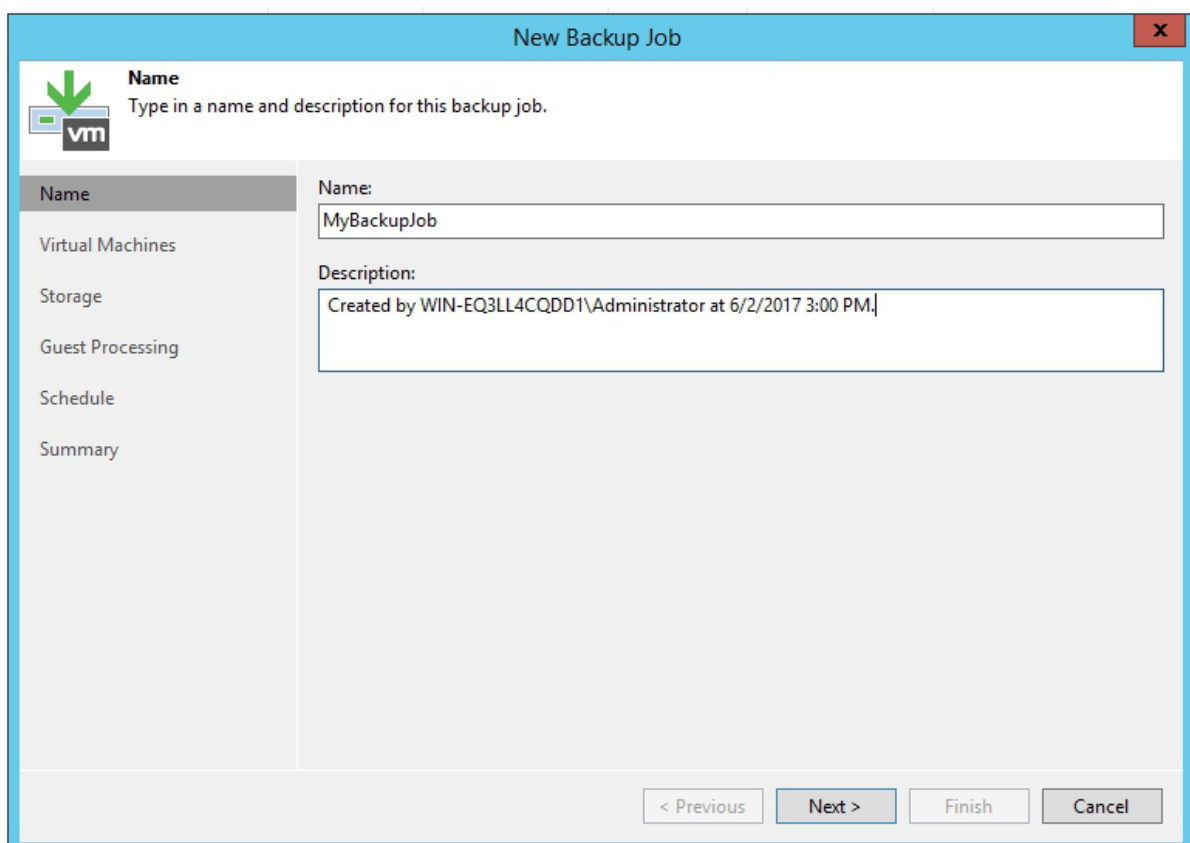 New Backup Job
x
Name
Type in a name and description for this backup job.
vm
Name
Virtual Machines
Storage
Guest Processing
Schedule
Summary
Name:
MyBackupJob
Description:
Created by WIN-EQ3LL4CQDD1\Administrator at 6/2/2017 3:00 PM.
< Previous
Next >
Finish
Cancel